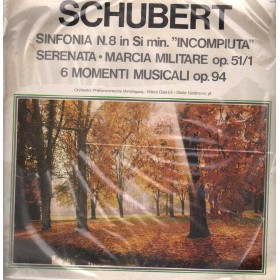 SCHUBERT
SINFONIA N.8 in Si min. "INCOMPIUTA"
SERENATA • MARCIA MILITARE op. 51/1
6 MOMENTI MUSICALI op. 94